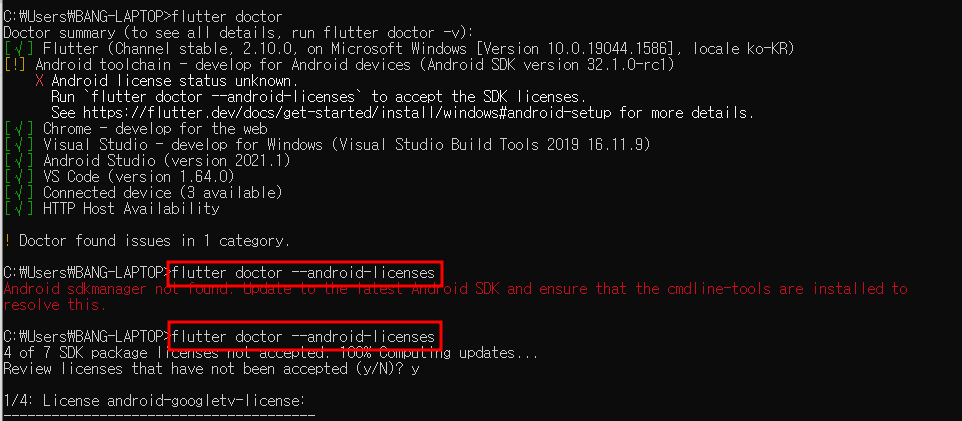 C:₩Users₩BANG-LAPTOP>flutter doctor
Doctor summary (to see all details, run flutter doctor -v):
[√] Flutter (Channel stable, 2.10.0, on Microsoft Windows [Version 10.0.19044.1586], locale ko-KR)
[!] Android toolchain - develop for Android devices (Android SDK version 32.1.0-rc1)
X Android license status unknown.
Run `flutter doctor --android-licenses` to accept the SDK licenses.
See https://flutter.dev/docs/get-started/install/windows#android-setup for more details.
[√] Chrome - develop for the web
[√] Visual Studio - develop for Windows (Visual Studio Build Tools 2019 16.11.9)
[√] Android Studio (version 2021.1)
[√] VS Code (version 1.64.0)
[√] Connected device (3 available)
[√] HTTP Host Availability
! Doctor found issues in 1 category.
C:₩Users₩BANG-LAPTOP>flutter doctor --android-licenses
Android sdkmanager not found. Update to the latest Android SDK and ensure that the cmdline-tools are installed to
resolve this.
C:₩Users₩BANG-LAPTOP>flutter doctor --android-licenses
4 of 7 SDK package licenses not accepted. 100% Computing updates...
Review licenses that have not been accepted (y/N)? y
1/4: License android-googletv-license:
---------------------------------------